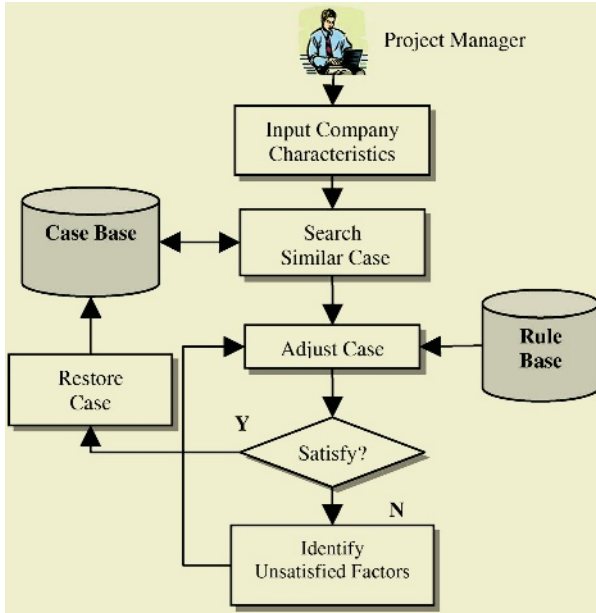 Project Manager
Input Company
Characteristics
Case Base
Search
Similar Case
Rule
Base
Adjust Case
Restore
Case
Y
Satisfy?
N
Identify
Unsatisfied Factors